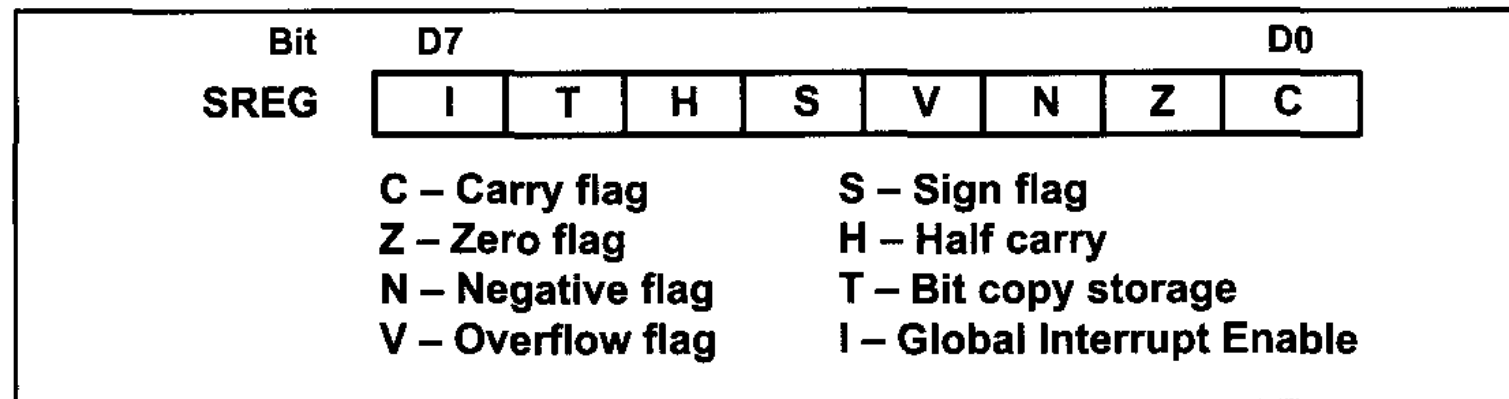 Bit D7 D0
SREG I T H S V N Z C
C – Carry flag S – Sign flag
Z – Zero flag H – Half carry
N – Negative flag T – Bit copy storage
V – Overflow flag I – Global Interrupt Enable